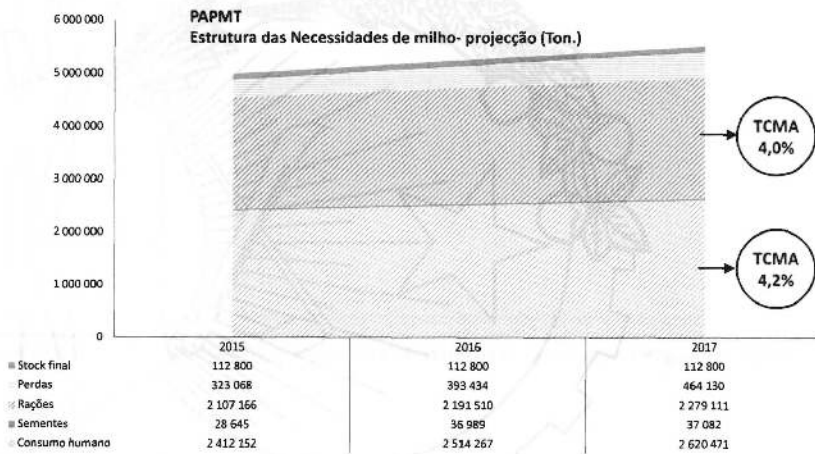 PAPMT
Estrutura das Necessidades de milho- projecção (Ton.)
6 000 000
5 000 000
4 000 000
3 000 000
2 000 000
1 000 000
0
TCMA
4,0%
TCMA
4,2%
2015 2016 2017
Stock final 112 800 112 800 112 800
Perdas 323 068 393 434 464 130
Rações 2 107 166 2 191 510 2 279 111
Sementes 28 645 36 989 37 082
Consumo humano 2 412 152 2 514 267 2 620 471